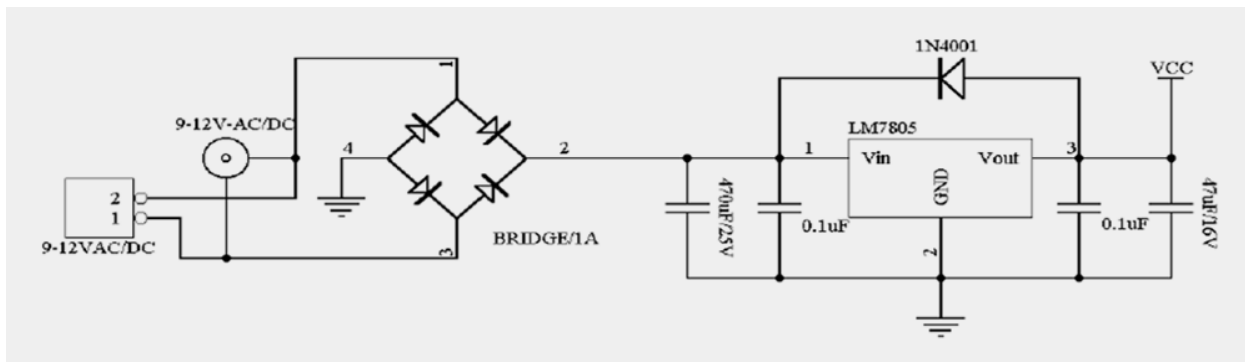 1N4001
VCC
9-12V-AC/DC
1
4
2
LM7805
1
Vin
Vout
3
GND
2
1
9-12VAC/DC
3
BRIDGE/1A
470uF/25V
0.1uF
2
0.1uF
47uF/16V